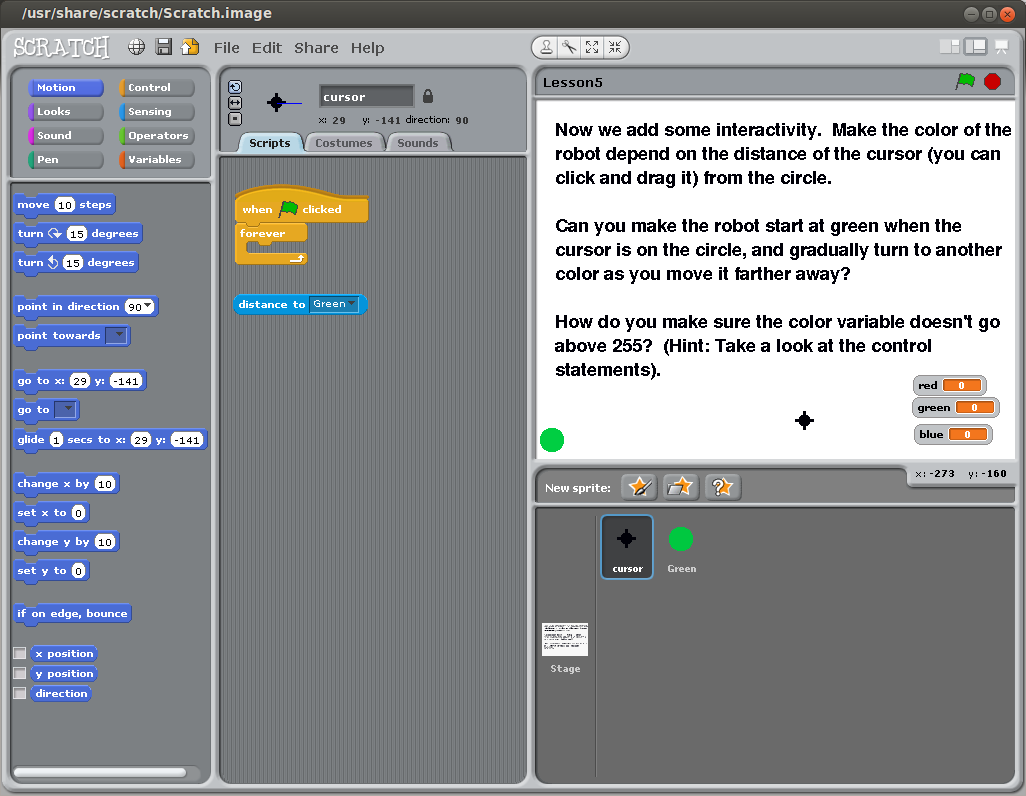 /usr/share/scratch/Scratch.image
SCRATCH File Edit Share Help
Motion Control
Looks Sensing
Sound Operators
Pen Variables
move 10 steps
turn 15 degrees
turn 15 degrees
point in direction 90
point towards
go to x: 29 y: -141
go to
glide 1 secs to x: 29 y: -141
change x by 10
set x to 0
change y by 10
set y to 0
if on edge, bounce
x position
y position
direction
cursor
x: 29 y: -141 direction: 90
Scripts Costumes Sounds
when clicked
forever
distance to Green
Lesson5
Now we add some interactivity. Make the color of the
robot depend on the distance of the cursor (you can
click and drag it) from the circle.
Can you make the robot start at green when the
cursor is on the circle, and gradually turn to another
color as you move it farther away?
How do you make sure the color variable doesn't go
above 255? (Hint: Take a look at the control
statements).
red 0
green 0
blue 0
x: -273 y: -160
New sprite:
cursor Green
Stage